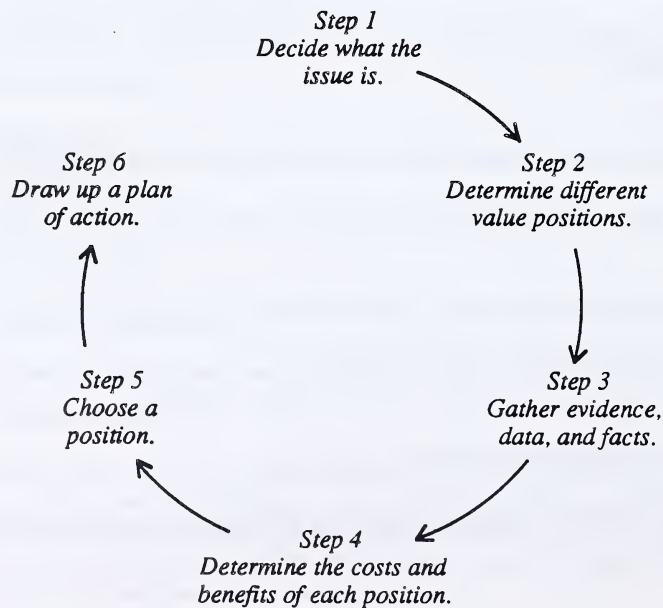 Step 1
Decide what the
issue is.
Step 2
Determine different
value positions.
Step 3
Gather evidence,
data, and facts.
Step 4
Determine the costs and
benefits of each position.
Step 5
Choose a
position.
Step 6
Draw up a plan
of action.